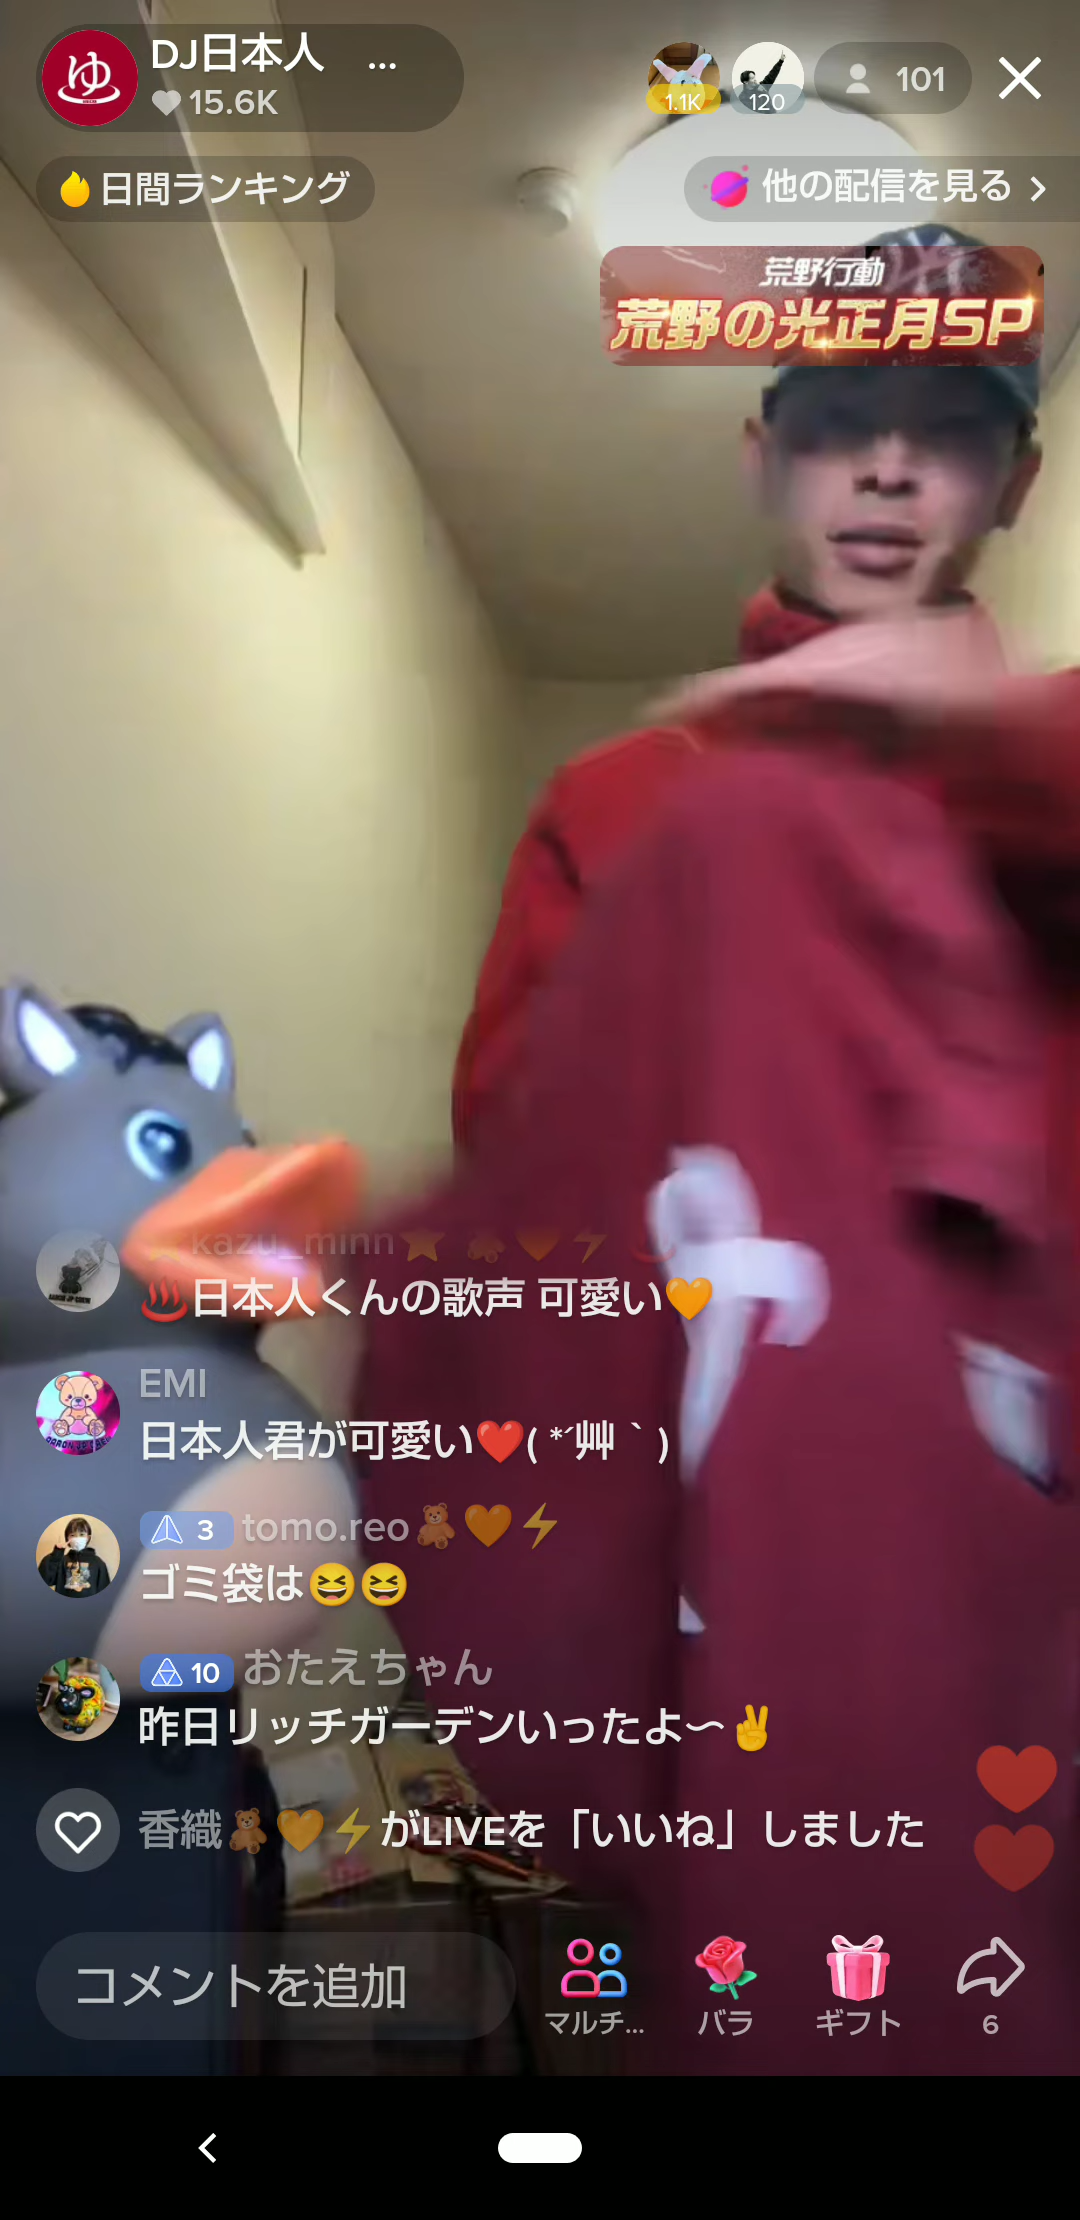 DJ日本人 ...
15.6K
1.1K
120
101
日間ランキング
他の配信を見る
荒野行動
荒野の光正月SP
ゆ
kazu_minn⭐ 🧸🧡⚡ ♨️
♨️日本人くんの歌声 可愛い🧡
EMI
日本人君が可愛い❤️( *´艸｀)
3 tomo.reo🧸🧡⚡
ゴミ袋は😆😆
10 おたえちゃん
昨日リッチガーデンいったよ〜✌️
香織🧸🧡⚡がLIVEを「いいね」しました
コメントを追加
マルチ...
バラ
ギフト
6